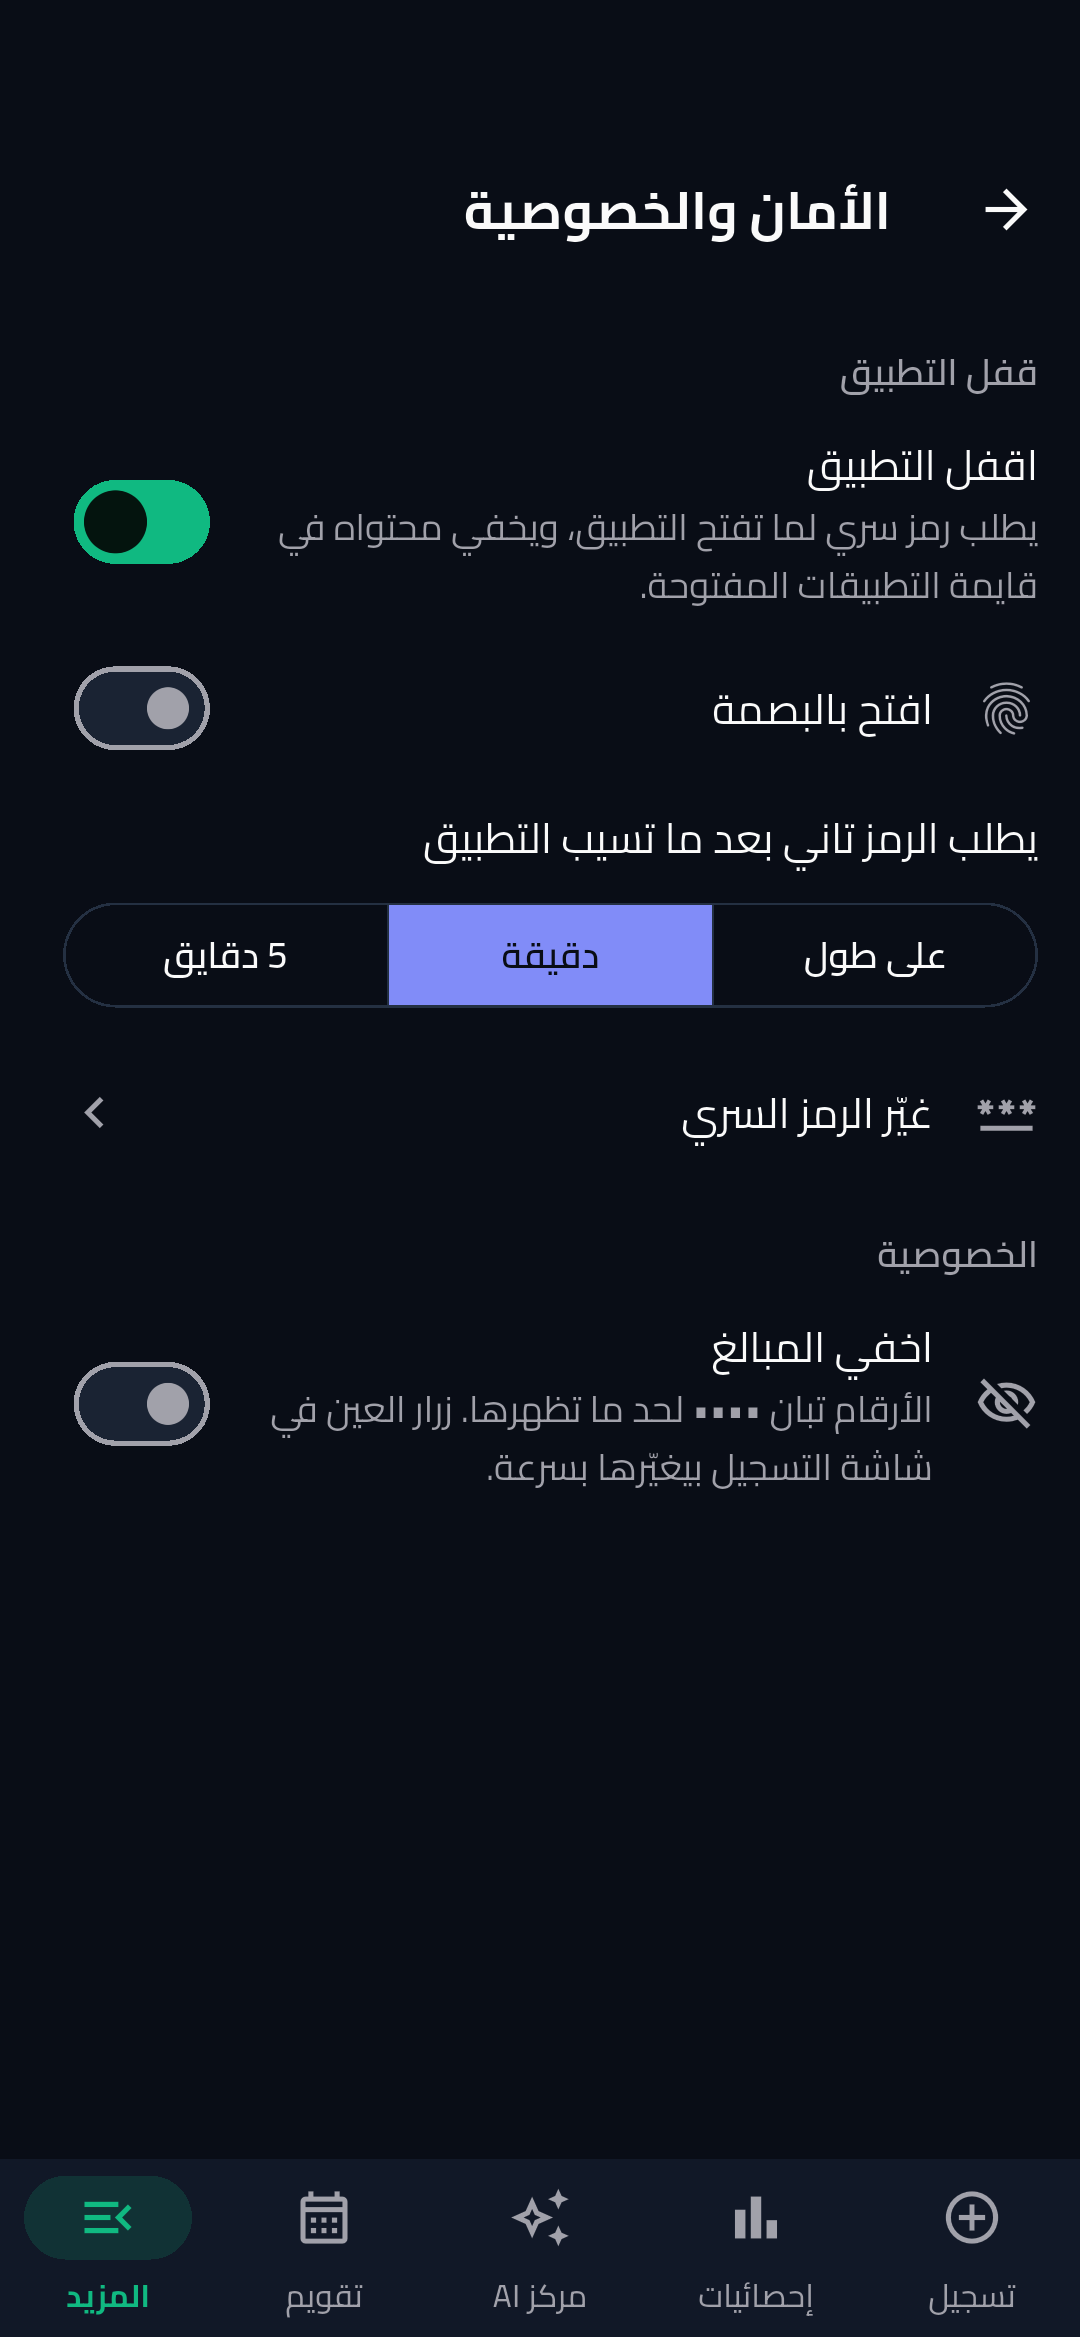 الأمان والخصوصية
قفل التطبيق
اقفل التطبيق
يطلب رمز سري لما تفتح التطبيق، ويخفي محتواه في
قايمة التطبيقات المفتوحة.
افتح بالبصمة
يطلب الرمز تاني بعد ما تسيب التطبيق
على طول
دقيقة
5 دقايق
غيّر الرمز السري
الخصوصية
اخفي المبالغ
الأرقام تبان •••• لحد ما تظهرها. زرار العين في
شاشة التسجيل بيغيّرها بسرعة.
تسجيل
إحصائيات
مركز AI
تقويم
المزيد